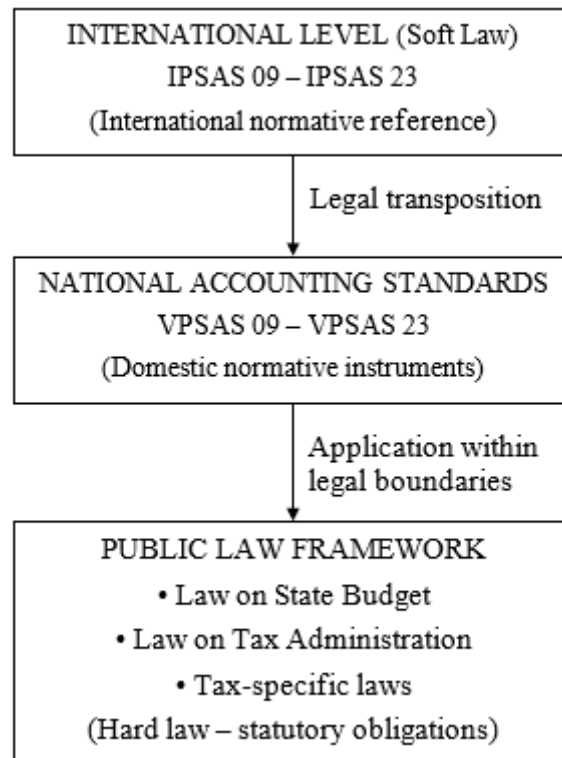 INTERNATIONAL LEVEL (Soft Law)
IPSAS 09 – IPSAS 23
(International normative reference)
Legal transposition
NATIONAL ACCOUNTING STANDARDS
VPSAS 09 – VPSAS 23
(Domestic normative instruments)
Application within
legal boundaries
PUBLIC LAW FRAMEWORK
• Law on State Budget
• Law on Tax Administration
• Tax-specific laws
(Hard law – statutory obligations)